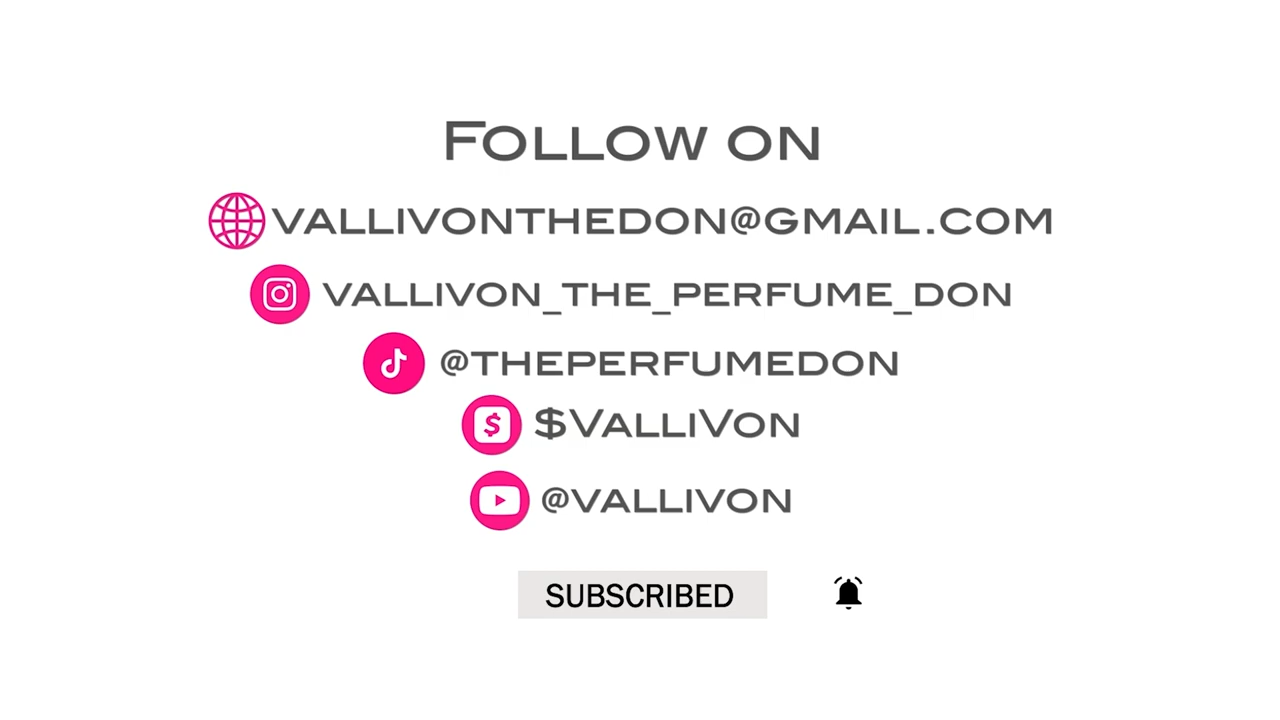 Follow on
VALLIVONTHEDON@GMAIL.COM
VALLIVON_THE_PERFUME_DON
@THEPERFUMEDON
$ValliVon
@VALLIVON
SUBSCRIBED